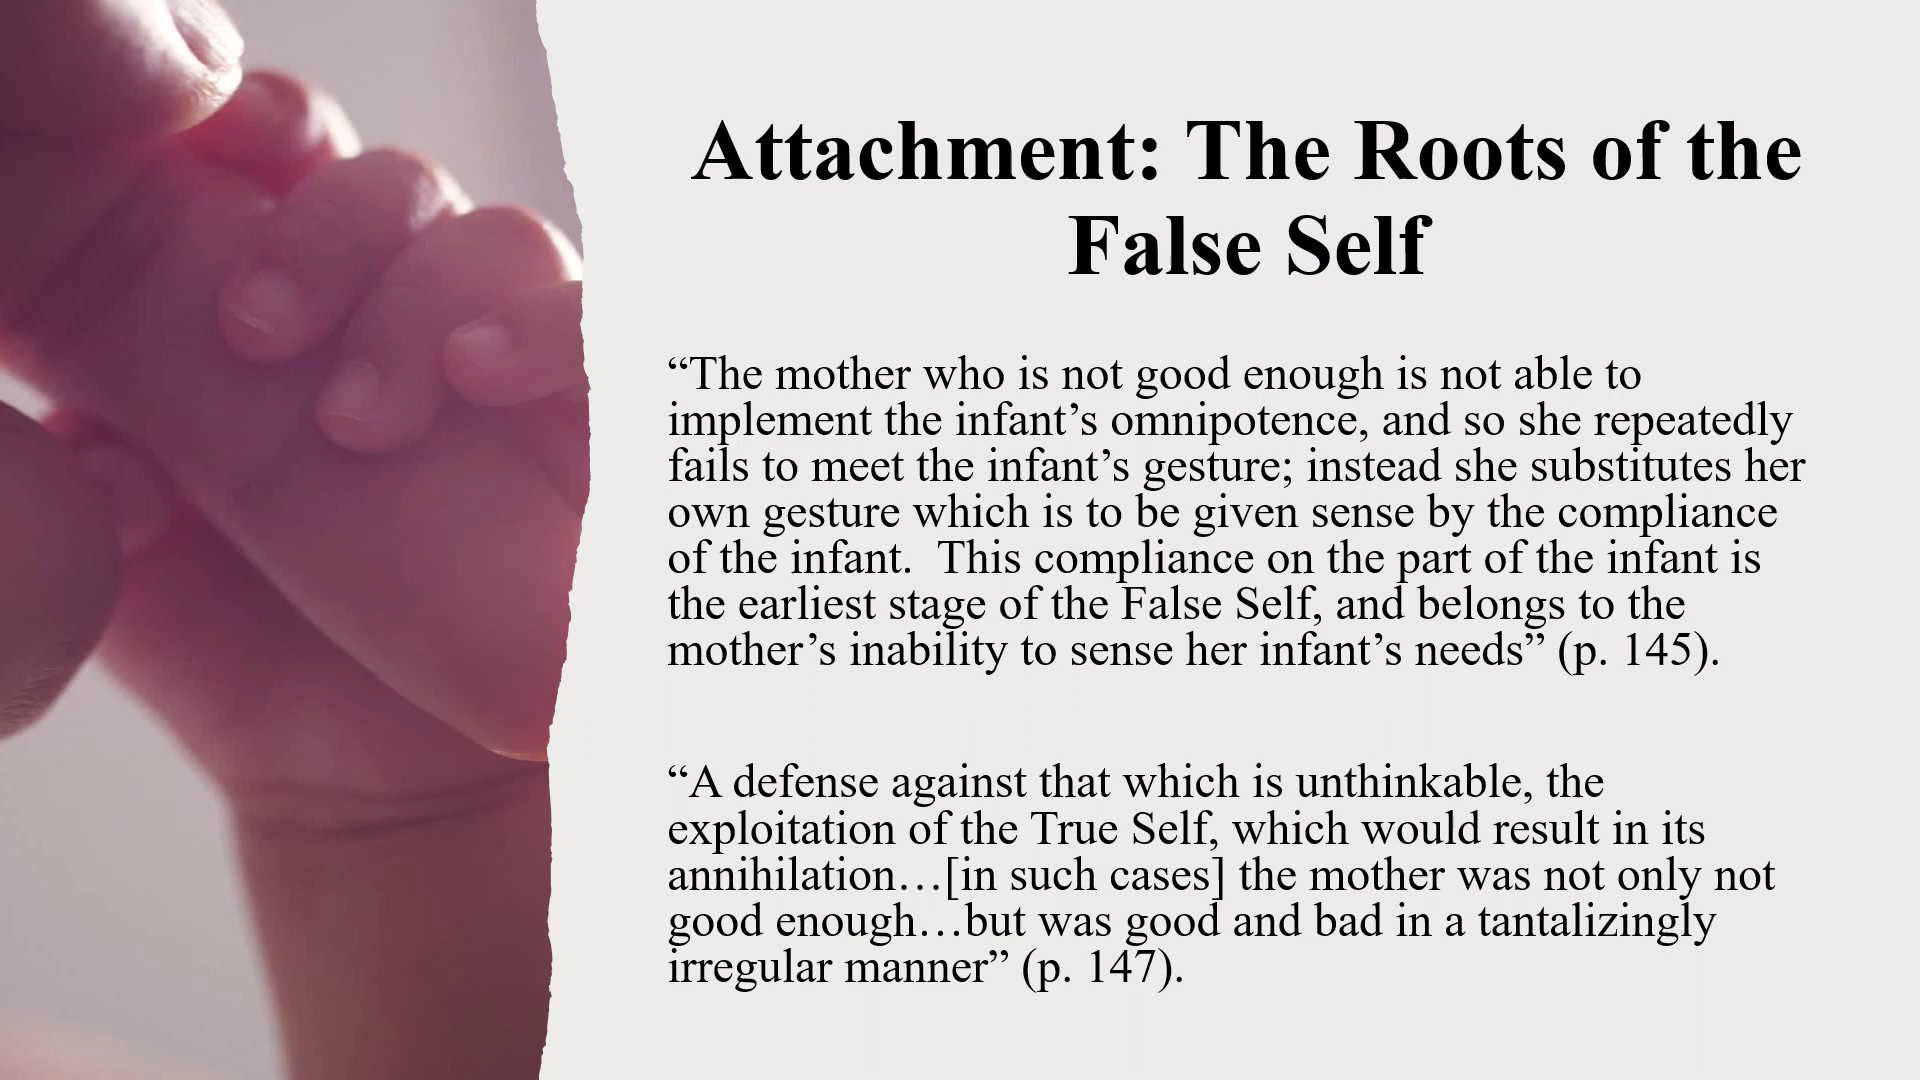 Attachment: The Roots of the
False Self
“The mother who is not good enough is not able to
implement the infant’s omnipotence, and so she repeatedly
fails to meet the infant’s gesture; instead she substitutes her
own gesture which is to be given sense by the compliance
of the infant.  This compliance on the part of the infant is
the earliest stage of the False Self, and belongs to the
mother’s inability to sense her infant’s needs” (p. 145).
“A defense against that which is unthinkable, the
exploitation of the True Self, which would result in its
annihilation…[in such cases] the mother was not only not
good enough…but was good and bad in a tantalizingly
irregular manner” (p. 147).